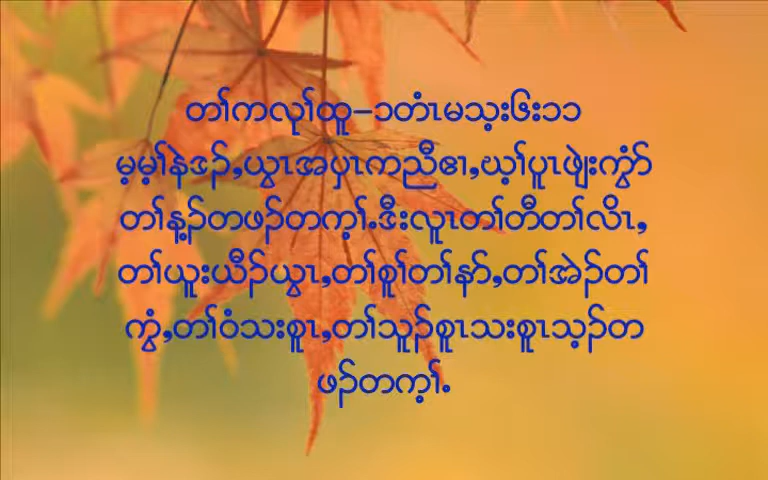 တၢ်ကလုၢ်ထူ–၁တံၤမသ့း၆း၁၁
မ့မ့ၢ်နဲဒၣ်,ယွၤအပှၤကညီဧၢ,ဃ့ၢ်ပူၤဖျဲးကွံာ်
တၢ်န့ၣ်တဖၣ်တက့ၢ်.ဒီးလူၤတၢ်တီတၢ်လိၤ,
တၢ်ယူးယီၣ်ယွၤ,တၢ်စူၢ်တၢ်နာ်,တၢ်အဲၣ်တၢ်
ကွံ,တၢ်ဝံသးစူၤ,တၢ်သူၣ်စူၤသးစူၤသ့ၣ်တ
ဖၣ်တက့ၢ်.